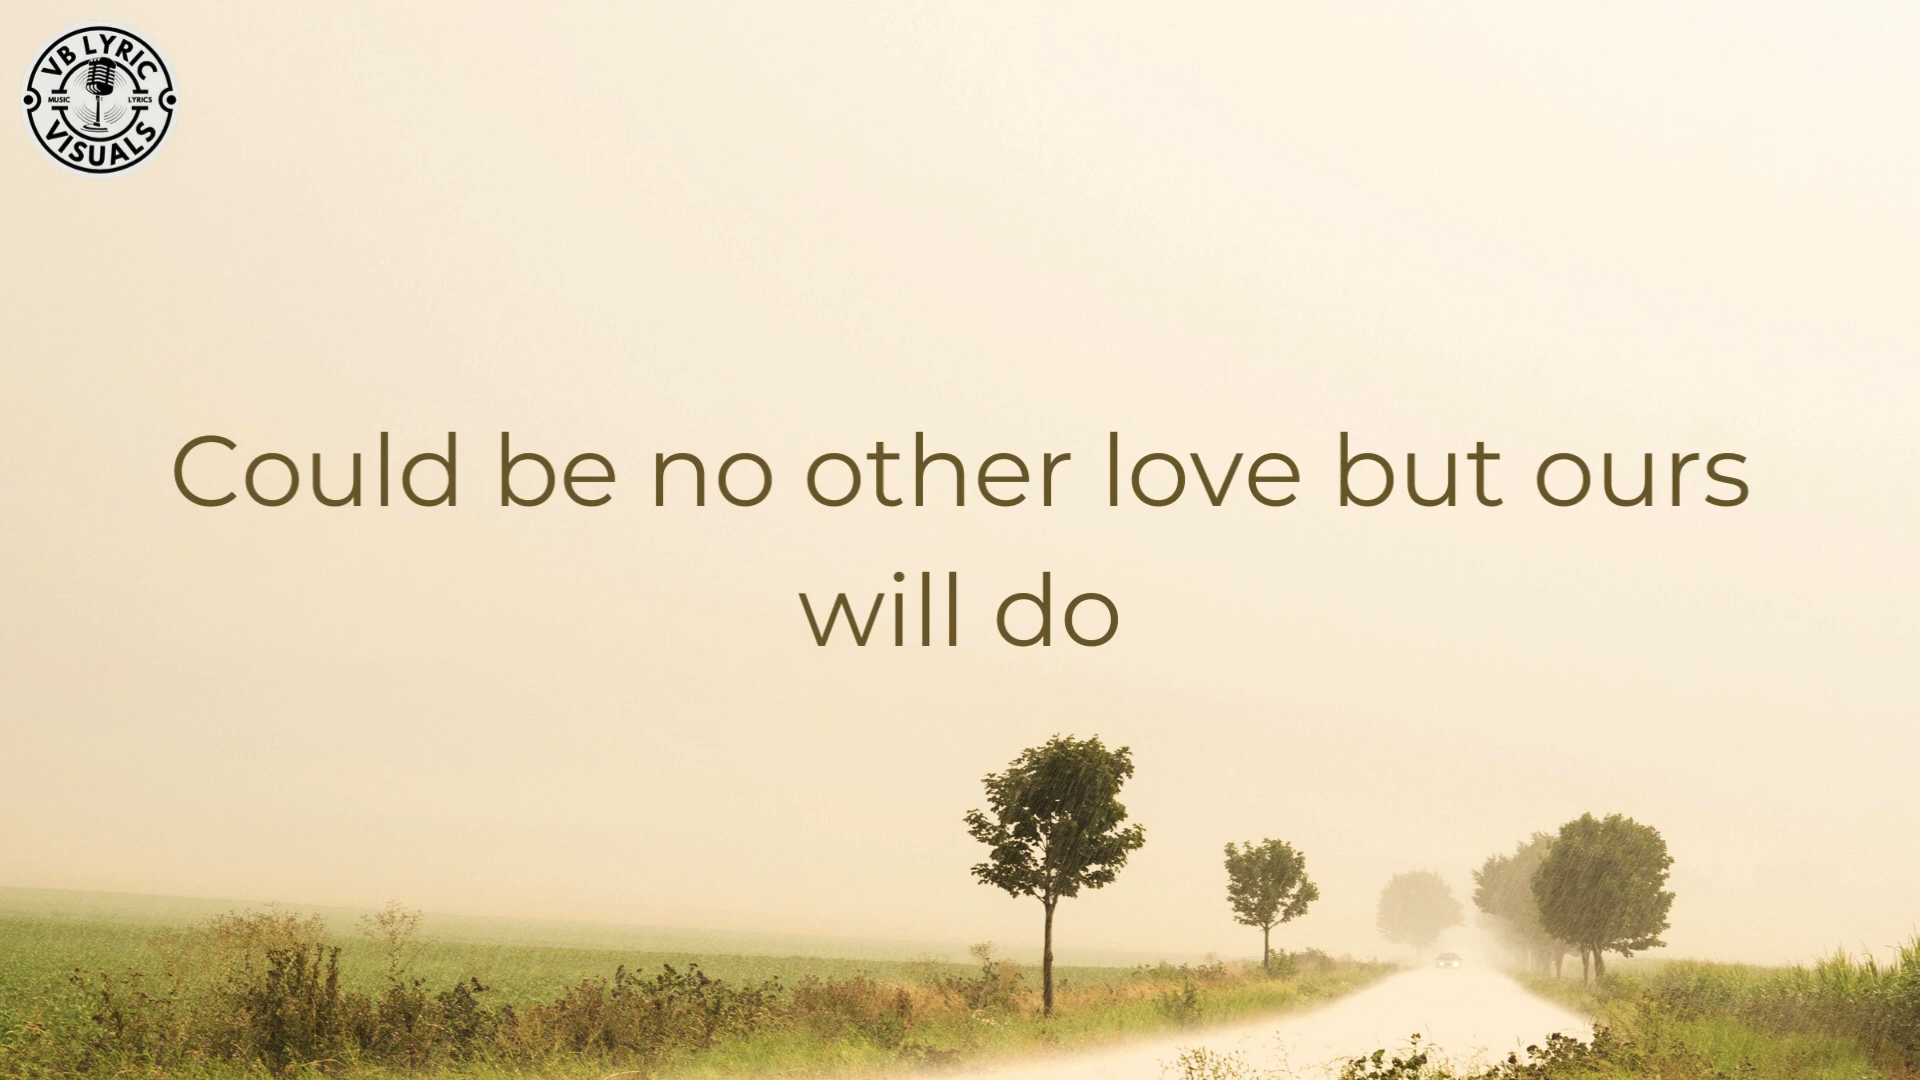 VB LYRIC
MUSIC LYRICS
VISUALS
Could be no other love but ours
will do